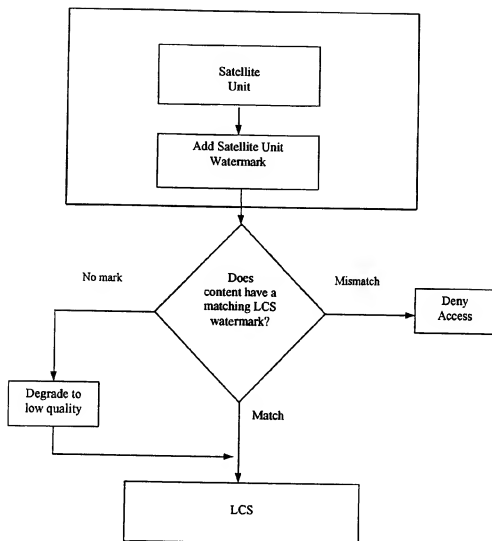 Satellite
Unit
Add Satellite Unit
Watermark
Does
content have a
matching LCS
watermark?
No mark
Mismatch
Deny
Access
Degrade to
low quality
Match
LCS